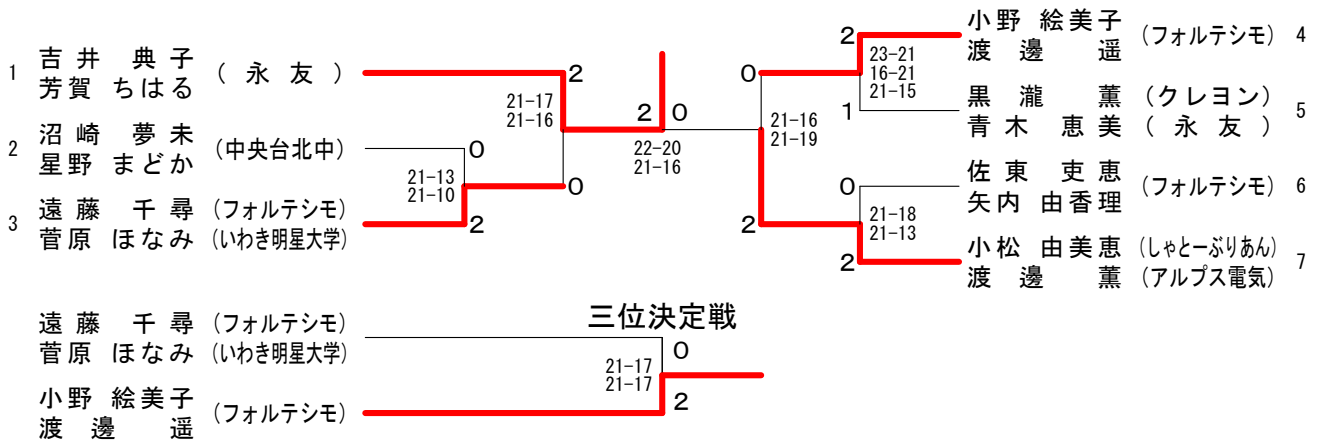 1 吉井 典子 芳賀 ちはる (永友)
2 沼崎 夢未 星野 まどか (中央台北中)
3 遠藤 千尋 (フォルテシモ)
菅原 ほなみ (いわき明星大学)
2
21-17
21-16
0
21-13
21-10
0
2
2 0
22-20
21-16
0
21-16
21-19
2
2
23-21
16-21
21-15
1
0
21-18
21-13
2
小野 絵美子 渡邊 遥 (フォルテシモ) 4
黒瀧 薫 (クレヨン)
青木 恵美 (永友) 5
佐東 吏恵 矢内 由香理 (フォルテシモ) 6
小松 由美恵 (しゃとーぶりあん)
渡邊 薫 (アルプス電気) 7
三位決定戦
遠藤 千尋 (フォルテシモ)
菅原 ほなみ (いわき明星大学)
小野 絵美子 渡邊 遥 (フォルテシモ)
0
21-17
21-17
2